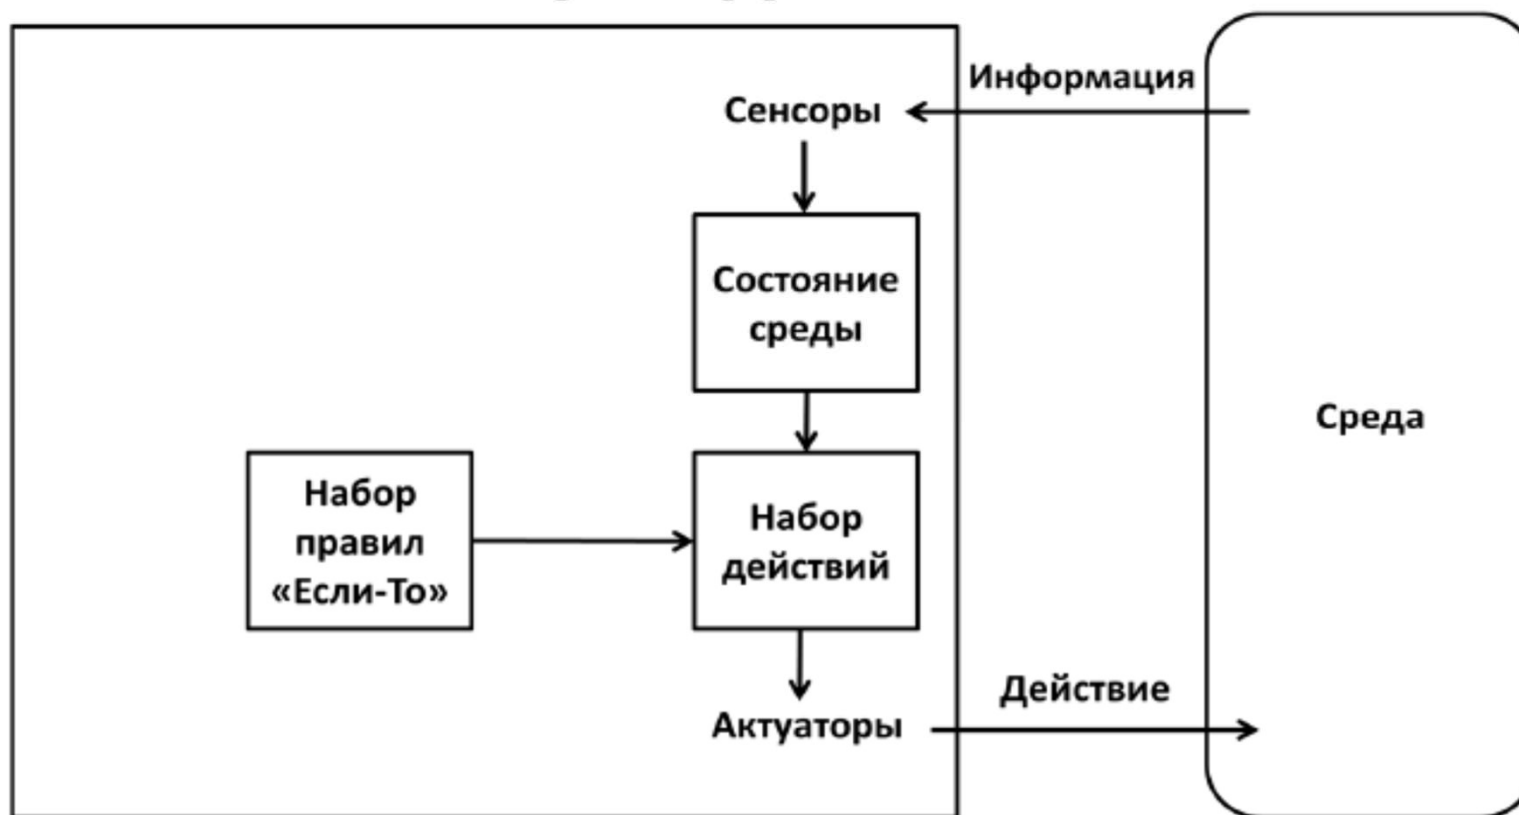 Информация
Сенсоры
Состояние
среды
Среда
Набор
правил
«Если-То»
Набор
действий
Действие
Актуаторы